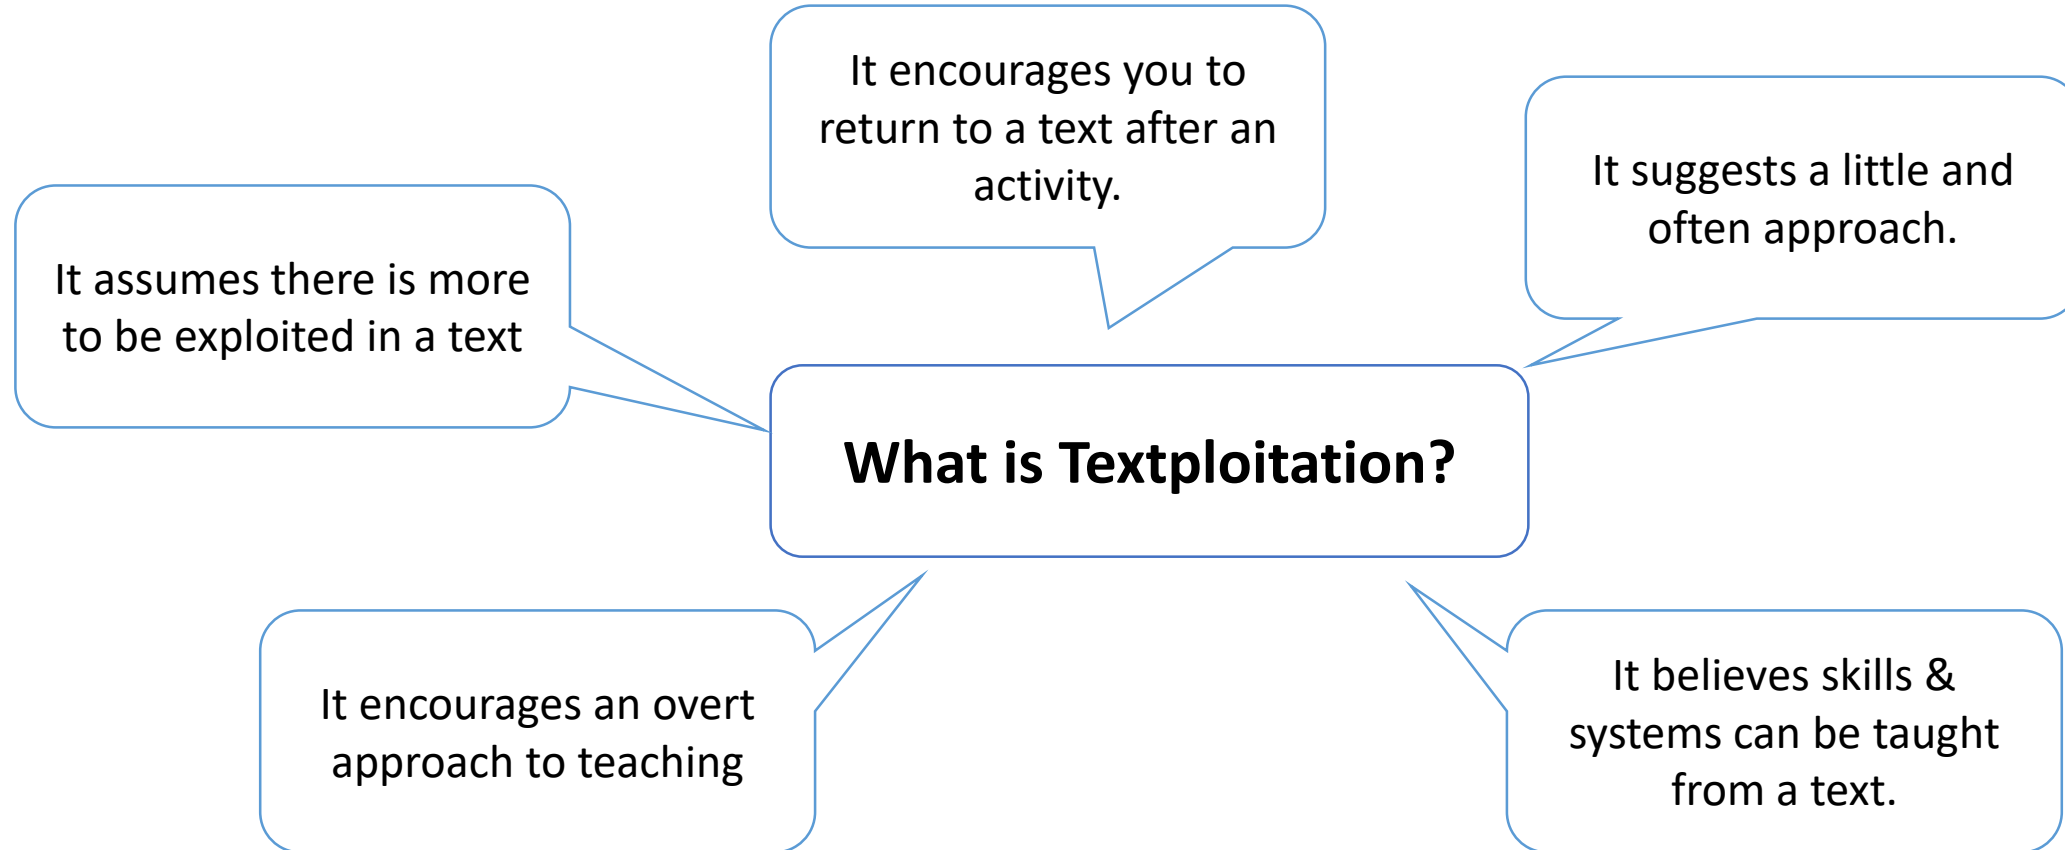 It encourages you to
return to a text after an
activity.
It suggests a little and
often approach.
It assumes there is more
to be exploited in a text
What is Textploitation?
It encourages an overt
approach to teaching
It believes skills &
systems can be taught
from a text.